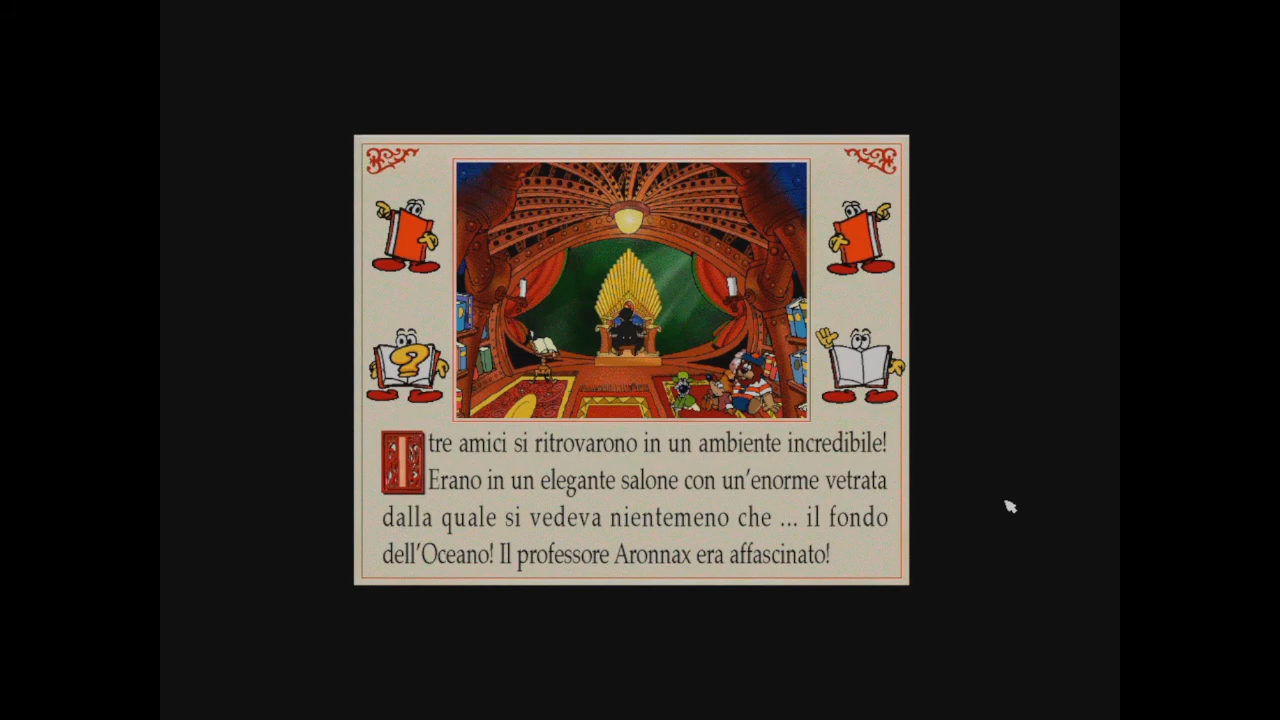 I tre amici si ritrovarono in un ambiente incredibile!
Erano in un elegante salone con un'enorme vetrata
dalla quale si vedeva nientemeno che ... il fondo
dell'Oceano! Il professore Aronnax era affascinato!